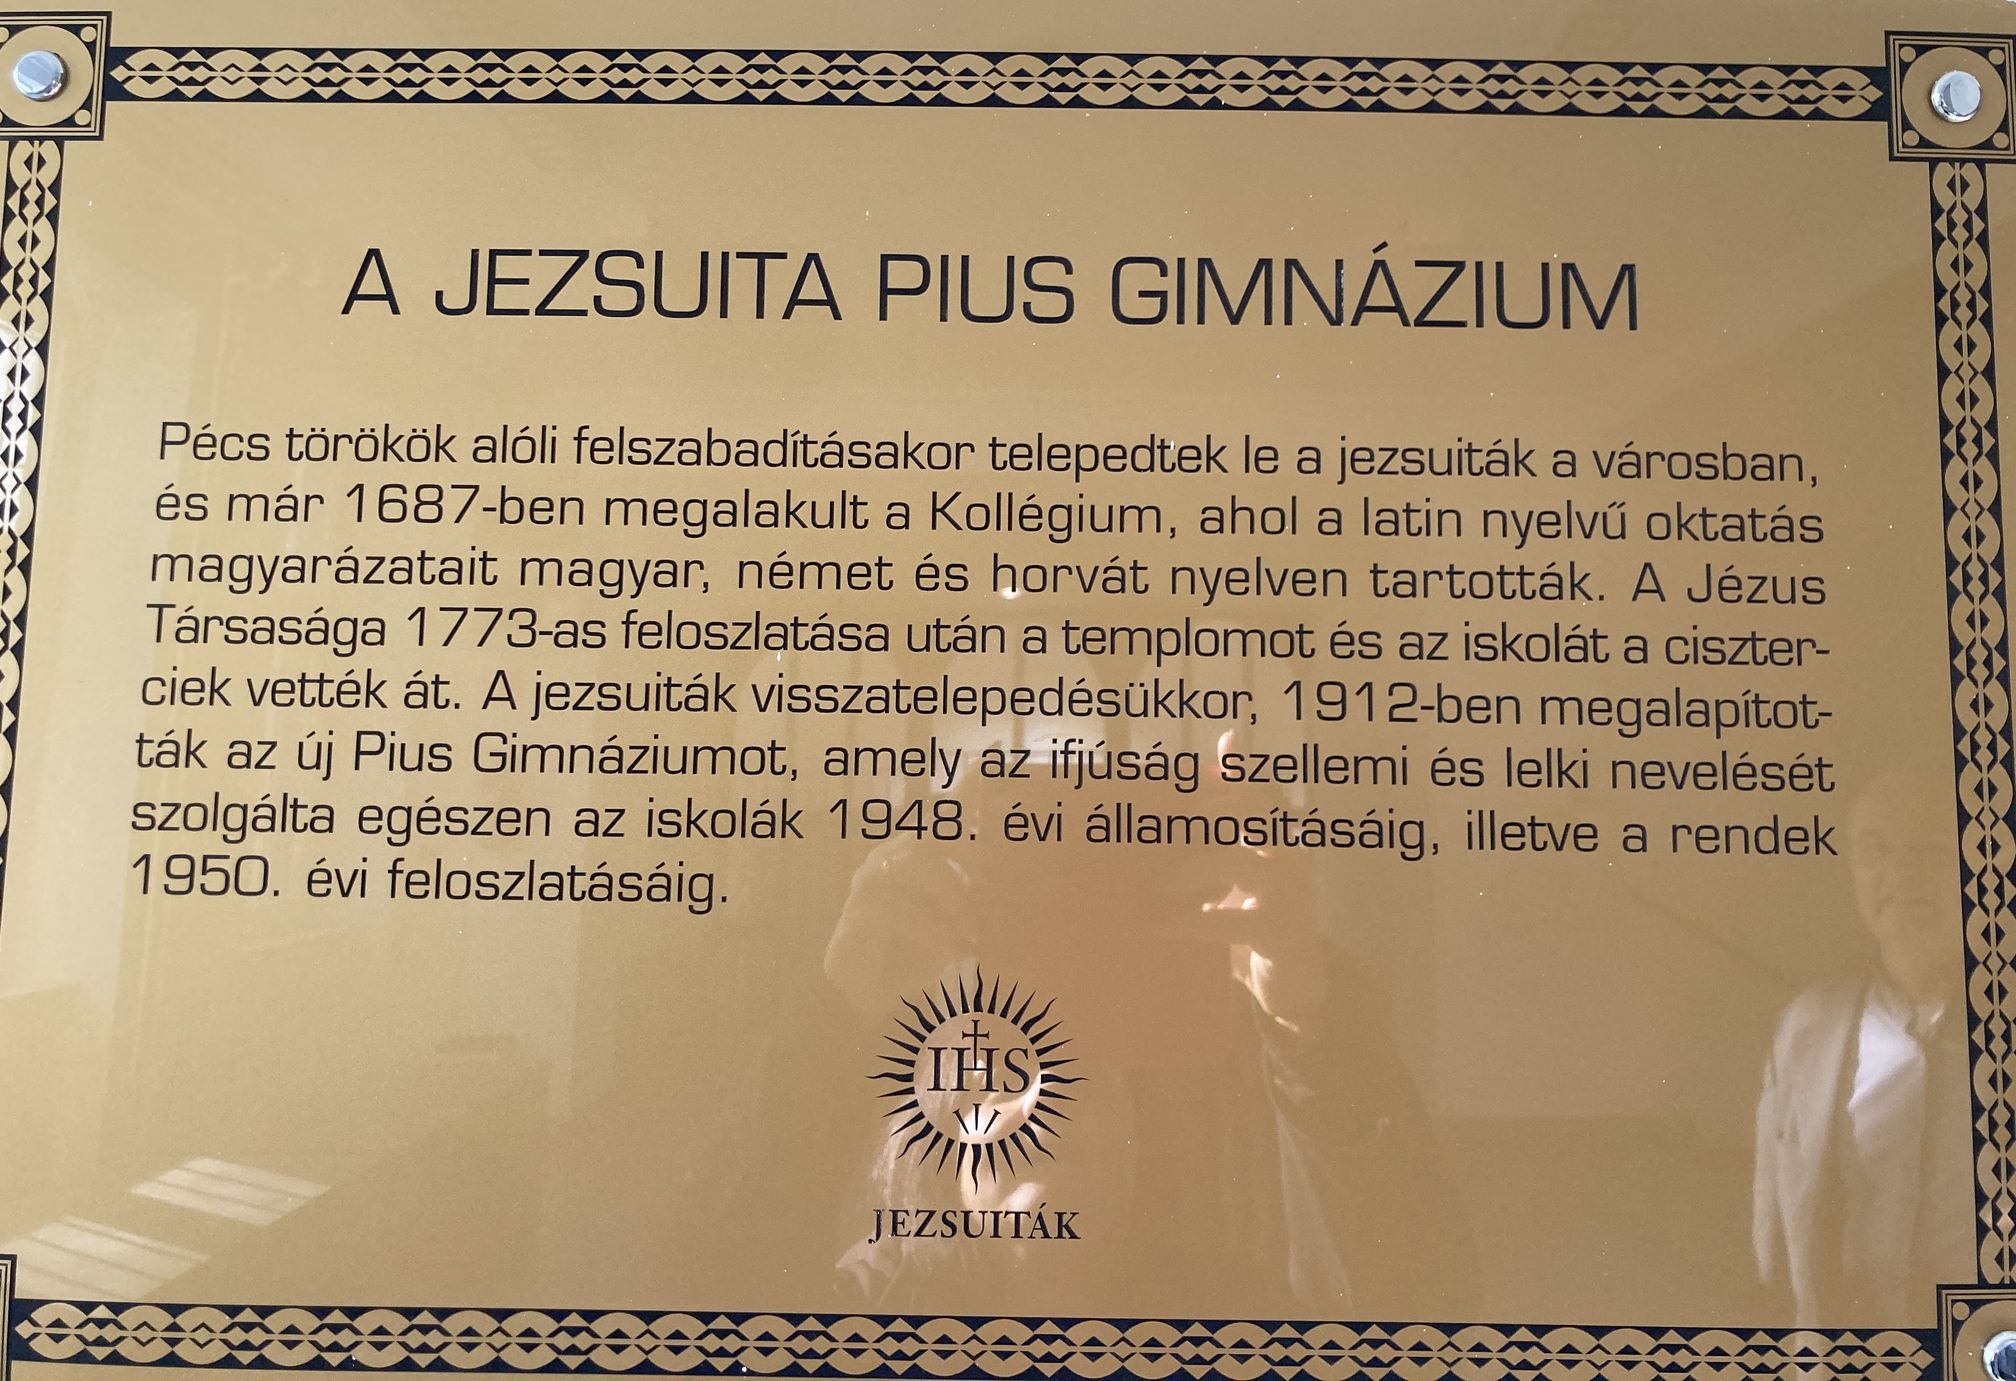 A JEZSUITA PIUS GIMNÁZIUM
Pécs törökök alóli felszabadításakor telepedtek le a jezsuiták a városban,
és már 1687-ben megalakult a Kollégium, ahol a latin nyelvű oktatás
magyarázatait magyar, német és horvát nyelven tartották. A Jézus
Társasága 1773-as feloszlatása után a templomot és az iskolát a ciszter-
ciek vették át. A jezsuiták visszatelepedésükkor, 1912-ben megalapítot-
ták az új Pius Gimnáziumot, amely az ifjúság szellemi és lelki nevelését
szolgálta egészen az iskolák 1948. évi államosításáig, illetve a rendek
1950. évi feloszlatásáig.
IHS
JEZSUITÁK